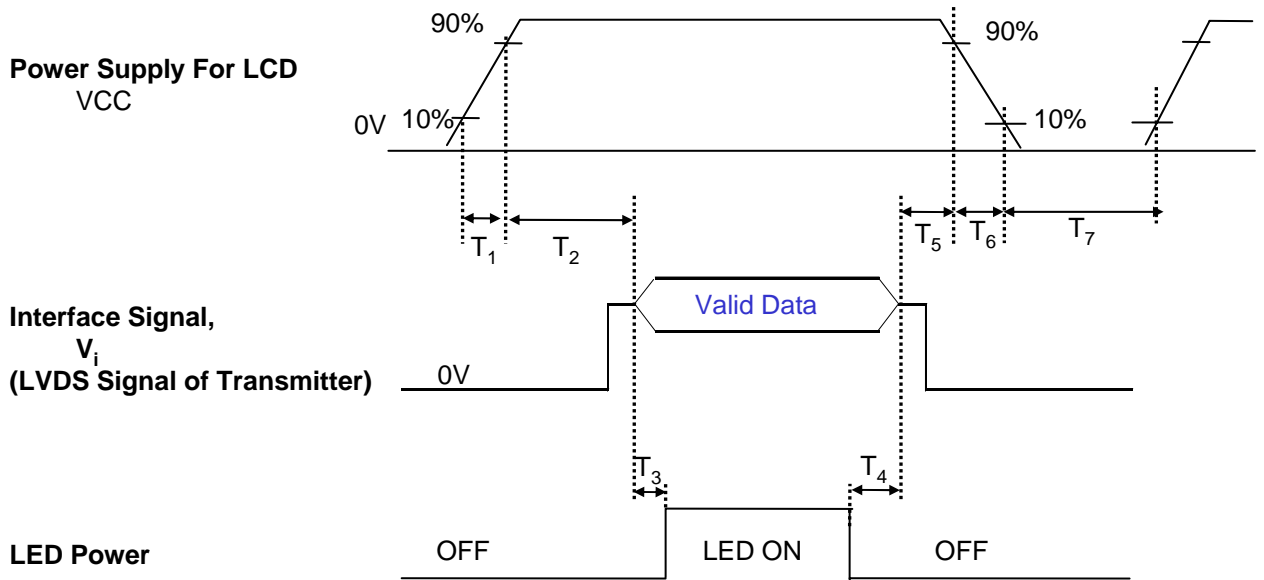 Power Supply For LCD
VCC
90%
90%
0V 10%
10%
T1
T2
T5
T6
T7
Interface Signal,
Vi
(LVDS Signal of Transmitter)
Valid Data
0V
T3
T4
LED Power
OFF
LED ON
OFF